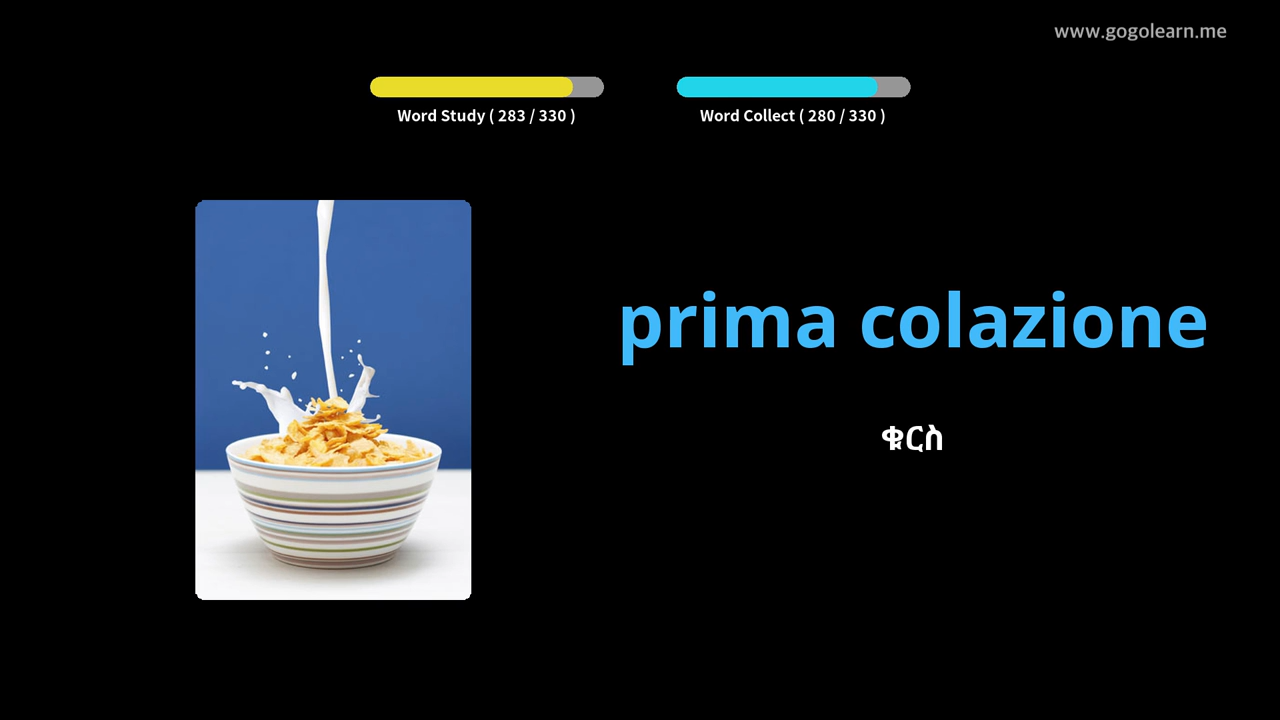 www.gogolearn.me
Word Study ( 283 / 330 )
Word Collect ( 280 / 330 )
prima colazione
ቁርስ